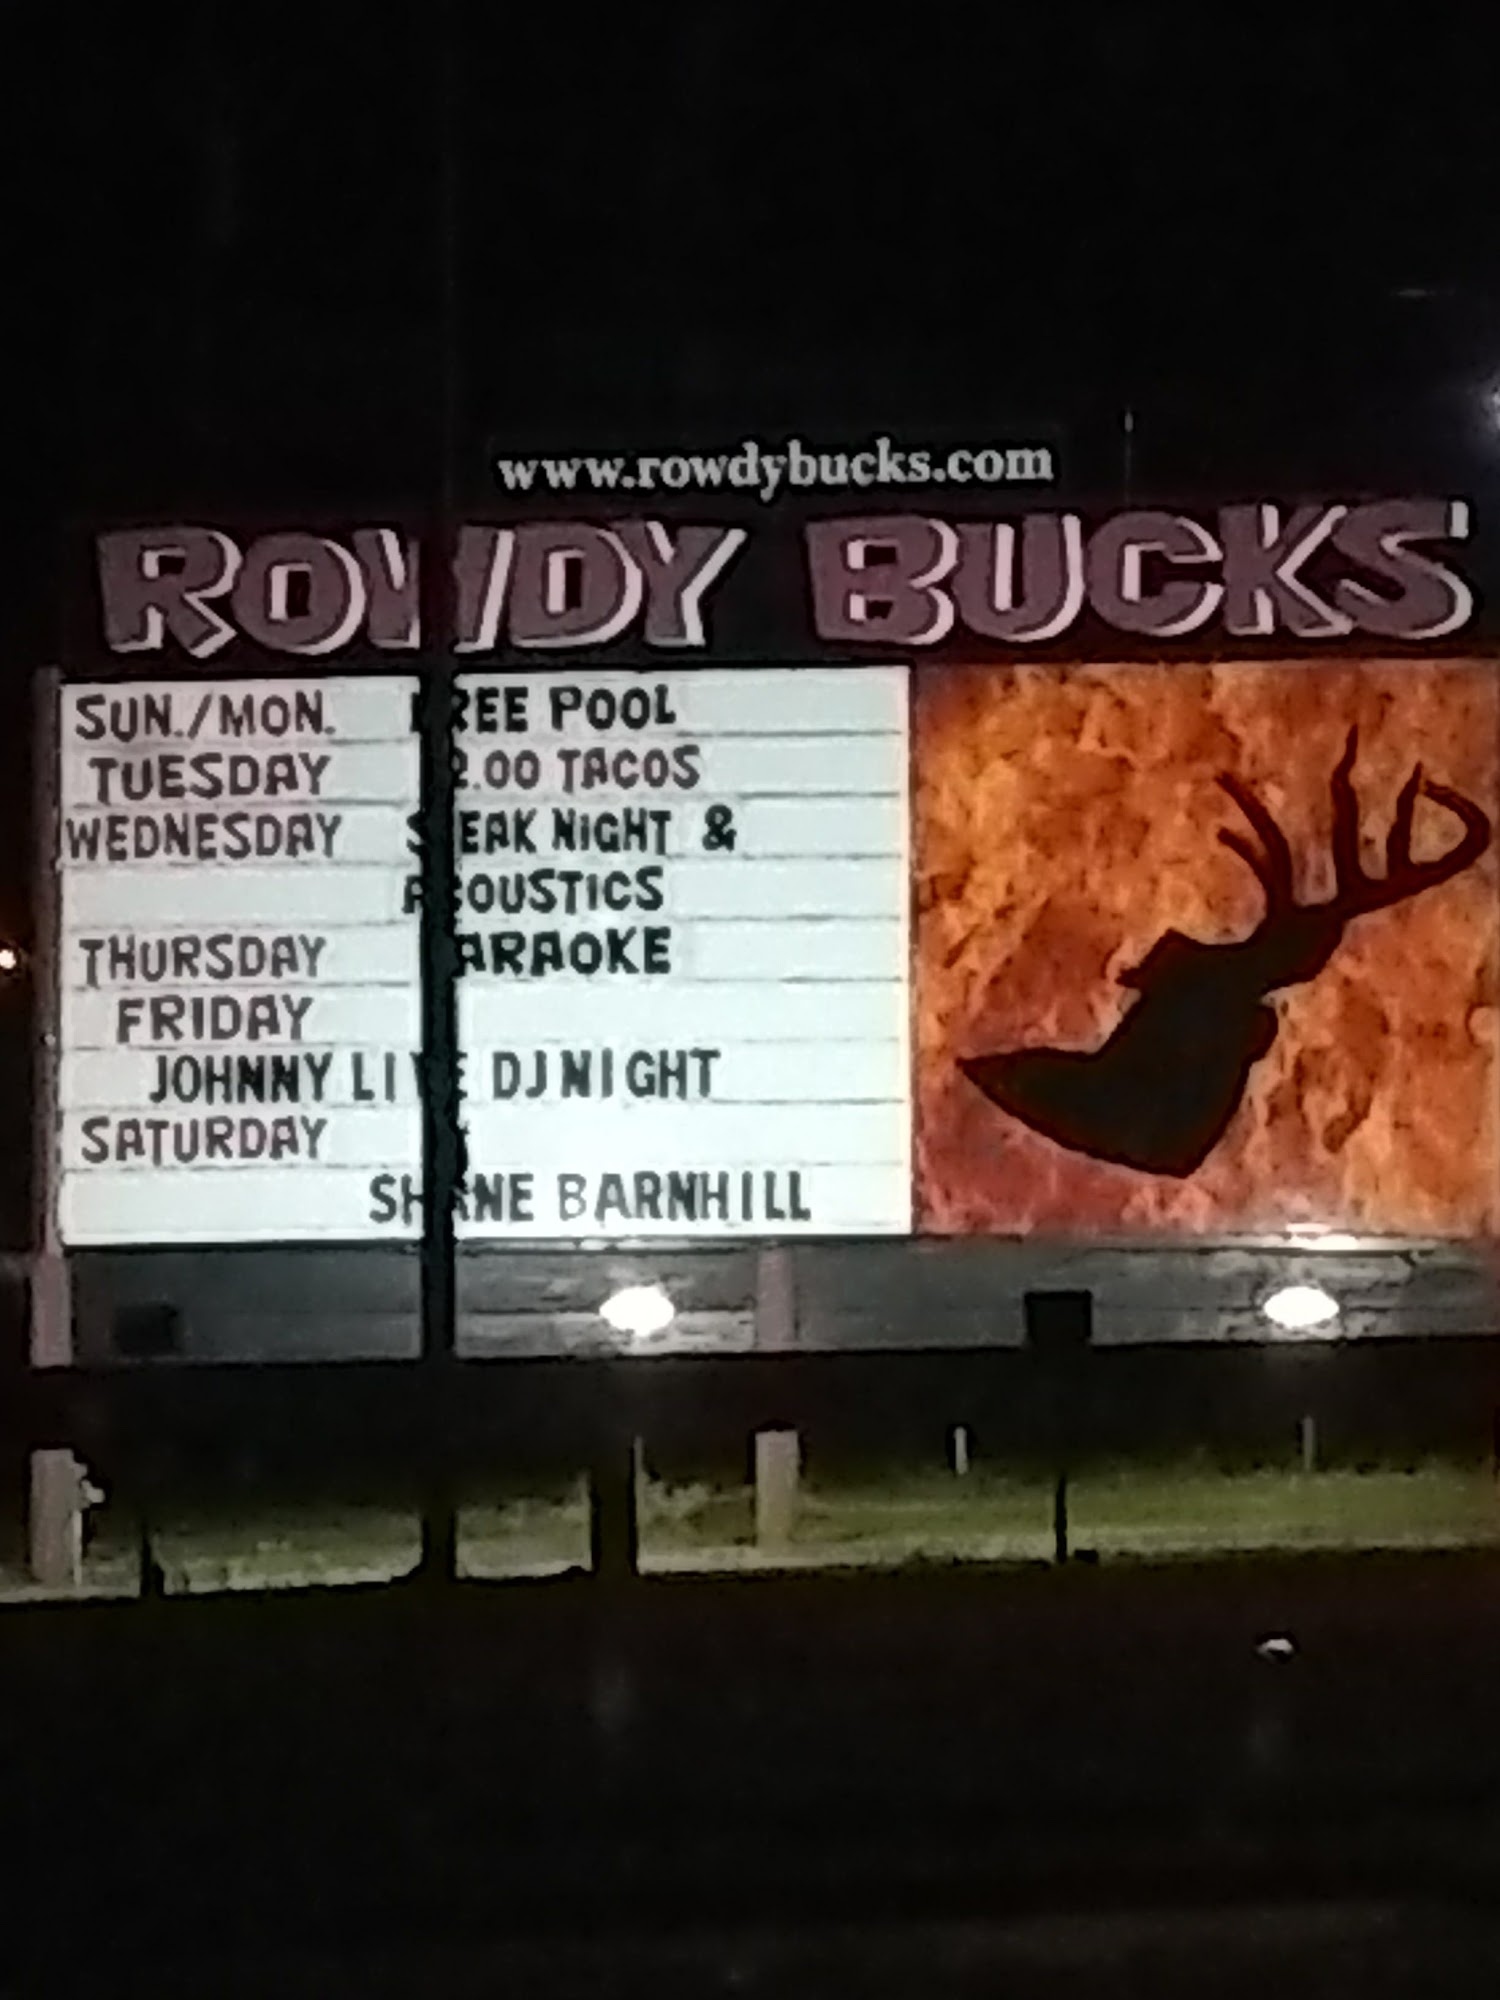 www.rowdybucks.com
ROWDY BUCKS
SUN./MON. FREE POOL
TUESDAY 2.00 TACOS
WEDNESDAY STEAK NIGHT &
ACOUSTICS
THURSDAY KARAOKE
FRIDAY
JOHNNY LIVE DJ NIGHT
SATURDAY
SHANE BARNHILL